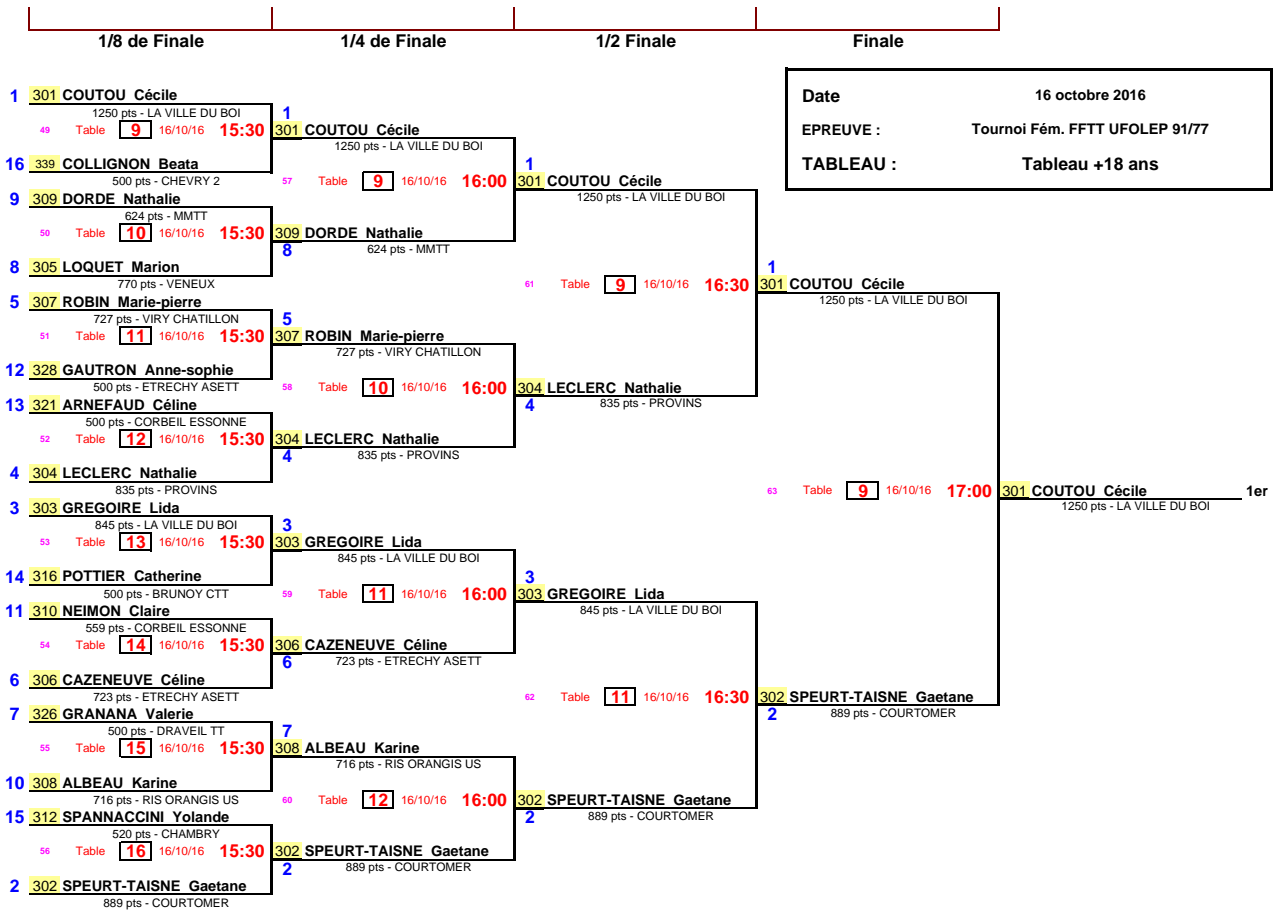 1/8 de Finale 1/4 de Finale 1/2 Finale Finale
Date 16 octobre 2016
EPREUVE : Tournoi Fém. FFTT UFOLEP 91/77
TABLEAU : Tableau +18 ans
1 301 COUTOU Cécile
1250 pts - LA VILLE DU BOI
49 Table 9 16/10/16 15:30
16 339 COLLIGNON Beata
500 pts - CHEVRY 2
9 309 DORDE Nathalie
624 pts - MMTT
50 Table 10 16/10/16 15:30
8 305 LOQUET Marion
770 pts - VENEUX
5 307 ROBIN Marie-pierre
727 pts - VIRY CHATILLON
51 Table 11 16/10/16 15:30
12 328 GAUTRON Anne-sophie
500 pts - ETRECHY ASETT
13 321 ARNEFAUD Céline
500 pts - CORBEIL ESSONNE
52 Table 12 16/10/16 15:30
4 304 LECLERC Nathalie
835 pts - PROVINS
3 303 GREGOIRE Lida
845 pts - LA VILLE DU BOI
53 Table 13 16/10/16 15:30
14 316 POTTIER Catherine
500 pts - BRUNOY CTT
11 310 NEIMON Claire
559 pts - CORBEIL ESSONNE
54 Table 14 16/10/16 15:30
6 306 CAZENEUVE Céline
723 pts - ETRECHY ASETT
7 326 GRANANA Valerie
500 pts - DRAVEIL TT
55 Table 15 16/10/16 15:30
10 308 ALBEAU Karine
716 pts - RIS ORANGIS US
15 312 SPANNACCINI Yolande
520 pts - CHAMBRY
56 Table 16 16/10/16 15:30
2 302 SPEURT-TAISNE Gaetane
889 pts - COURTOMER
1
301 COUTOU Cécile
1250 pts - LA VILLE DU BOI
57 Table 9 16/10/16 16:00
309 DORDE Nathalie
8
624 pts - MMTT
5
307 ROBIN Marie-pierre
727 pts - VIRY CHATILLON
58 Table 10 16/10/16 16:00
304 LECLERC Nathalie
4
835 pts - PROVINS
3
303 GREGOIRE Lida
845 pts - LA VILLE DU BOI
59 Table 11 16/10/16 16:00
306 CAZENEUVE Céline
6
723 pts - ETRECHY ASETT
7
308 ALBEAU Karine
716 pts - RIS ORANGIS US
60 Table 12 16/10/16 16:00
302 SPEURT-TAISNE Gaetane
2
889 pts - COURTOMER
1
301 COUTOU Cécile
1250 pts - LA VILLE DU BOI
61 Table 9 16/10/16 16:30
304 LECLERC Nathalie
4
835 pts - PROVINS
3
303 GREGOIRE Lida
845 pts - LA VILLE DU BOI
62 Table 11 16/10/16 16:30
302 SPEURT-TAISNE Gaetane
2
889 pts - COURTOMER
1
301 COUTOU Cécile
1250 pts - LA VILLE DU BOI
63 Table 9 16/10/16 17:00
302 SPEURT-TAISNE Gaetane
2
889 pts - COURTOMER
301 COUTOU Cécile 1er
1250 pts - LA VILLE DU BOI